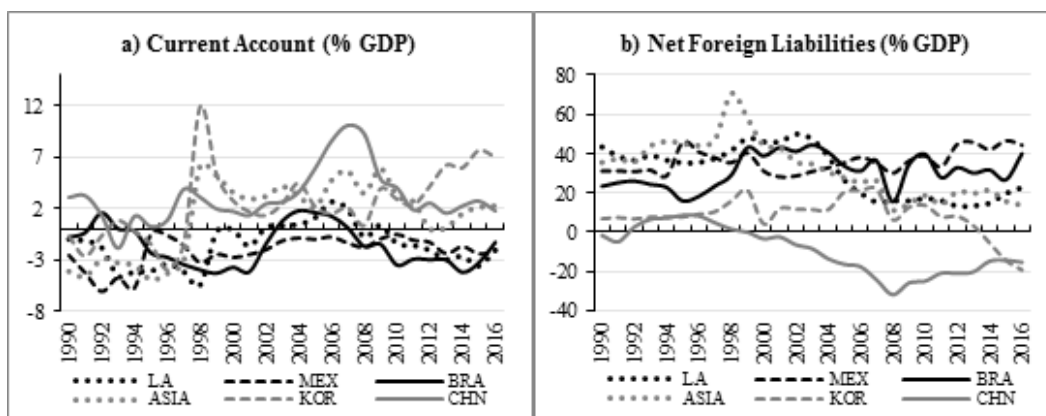 a) Current Account (% GDP)
12
7
2
-3
-8
1990 1992 1994 1996 1998 2000 2002 2004 2006 2008 2010 2012 2014 2016
LA MEX BRA
ASIA KOR CHN
b) Net Foreign Liabilities (% GDP)
80
60
40
20
0
-20
-40
1990 1992 1994 1996 1998 2000 2002 2004 2006 2008 2010 2012 2014 2016
LA MEX BRA
ASIA KOR CHN